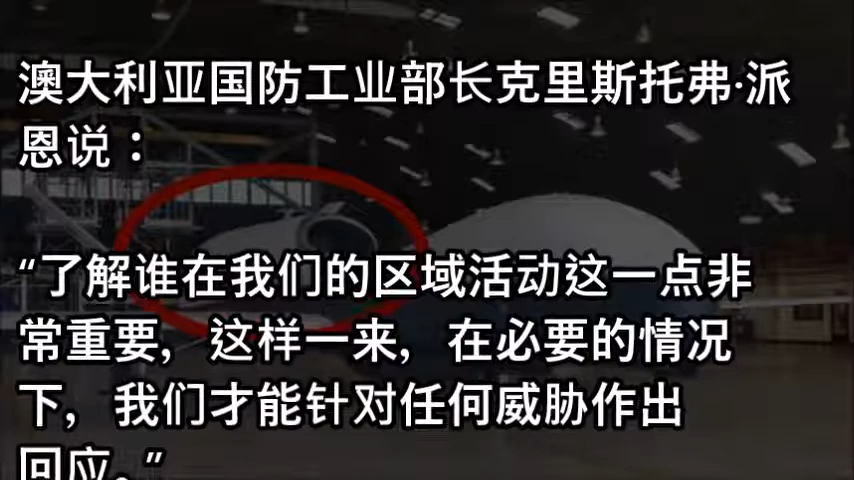 澳大利亚国防工业部长克里斯托弗·派
恩说：
“了解谁在我们的区域活动这一点非
常重要，这样一来，在必要的情况
下，我们才能针对任何威胁作出
回应。”